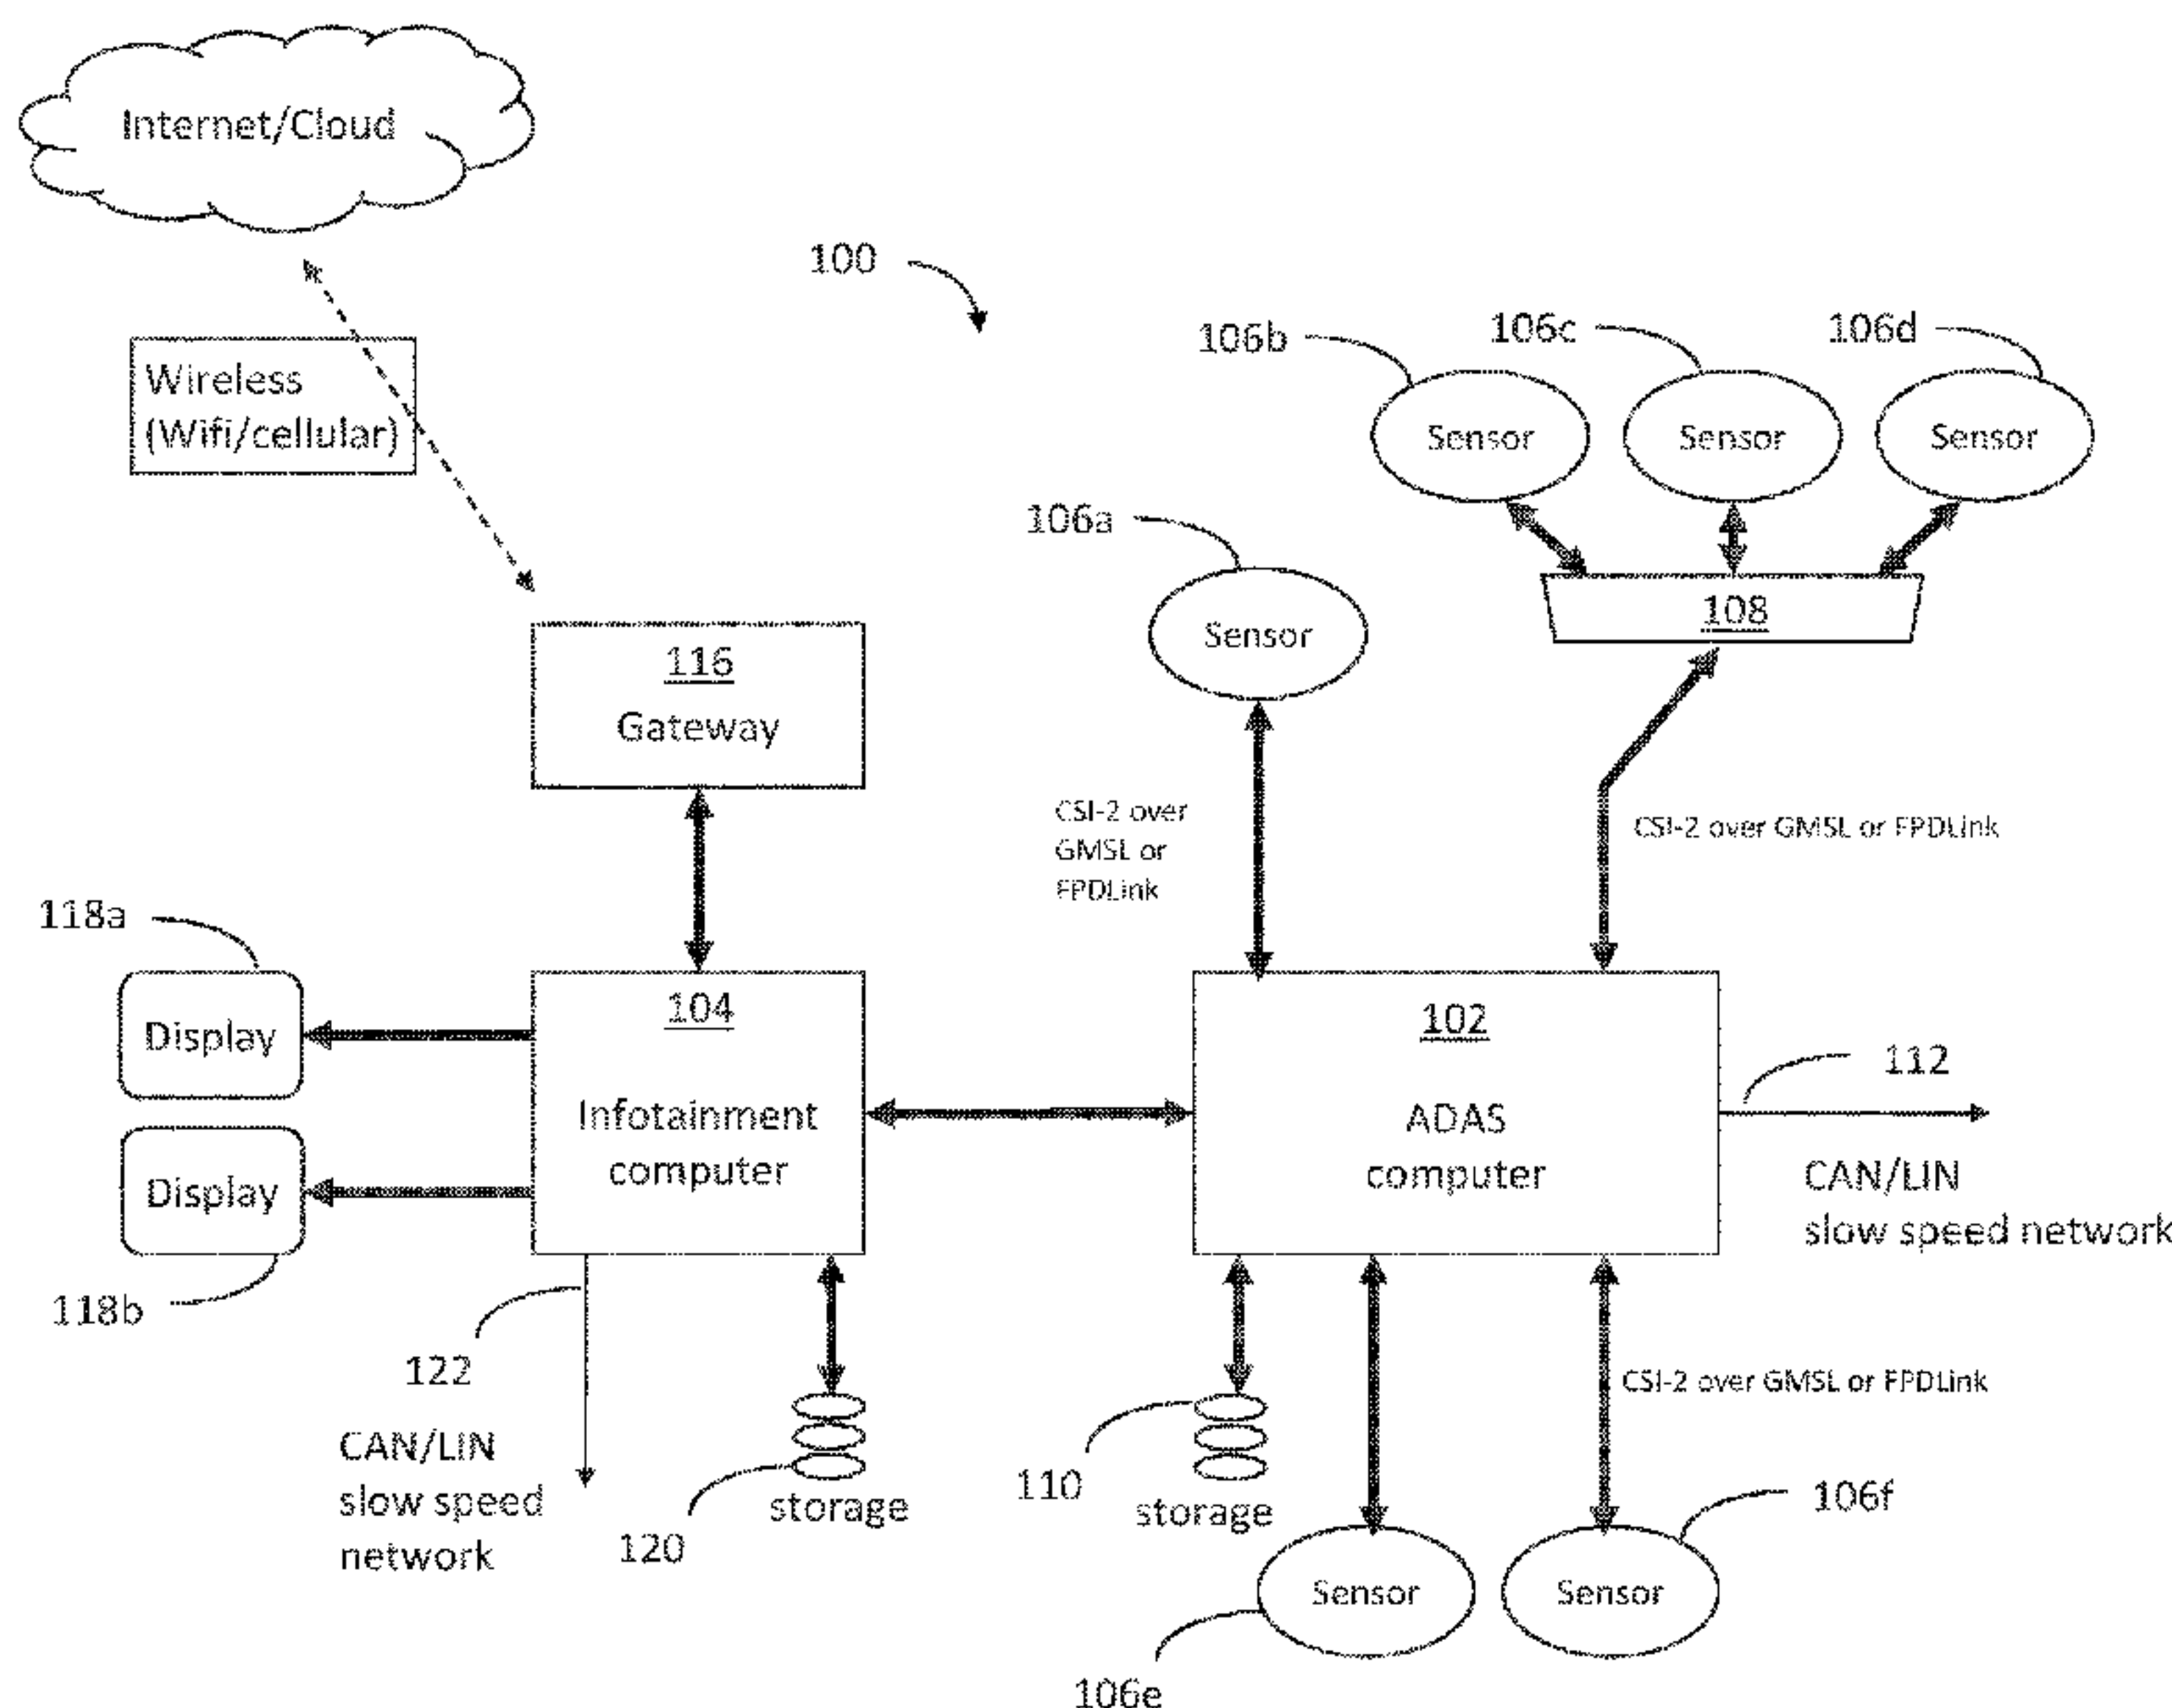 Internet/Cloud
100
Wireless
(Wifi/cellular)
106b
106c
106d
Sensor
Sensor
Sensor
106a
Sensor
108
116
Gateway
CSI-2 over
GMSL or
FPDLink
CSI-2 over GMSL or FPDLink
118a
Display
104
Infotainment
computer
102
ADAS
computer
112
CAN/LIN
slow speed network
Display
118b
122
CAN/LIN
slow speed
network
120
storage
110
storage
CSI-2 over GMSL or FPDLink
106f
Sensor
Sensor
106e